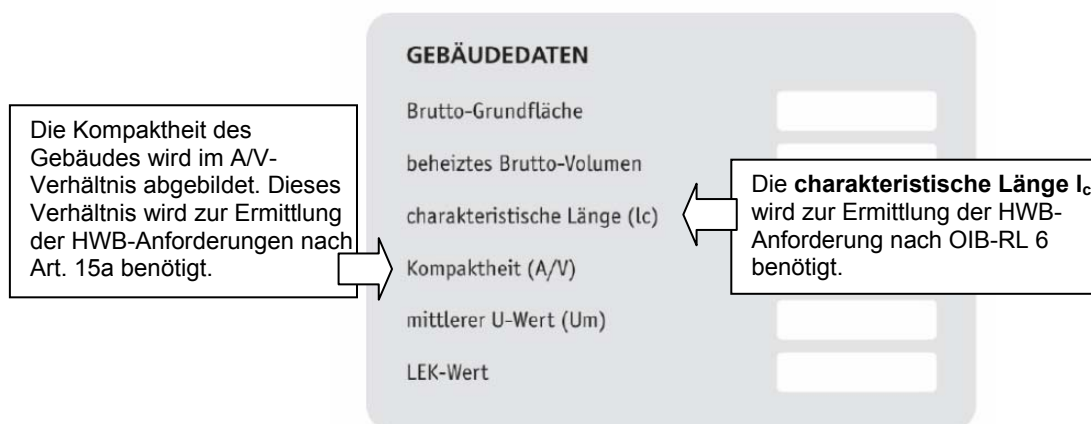 GEBÄUDEDATEN
Brutto-Grundfläche
beheiztes Brutto-Volumen
charakteristische Länge (lc)
Kompaktheit (A/V)
mittlerer U-Wert (Um)
LEK-Wert
Die Kompaktheit des
Gebäudes wird im A/V-
Verhältnis abgebildet. Dieses
Verhältnis wird zur Ermittlung
der HWB-Anforderungen nach
Art. 15a benötigt.
Die charakteristische Länge lc
wird zur Ermittlung der HWB-
Anforderung nach OIB-RL 6
benötigt.